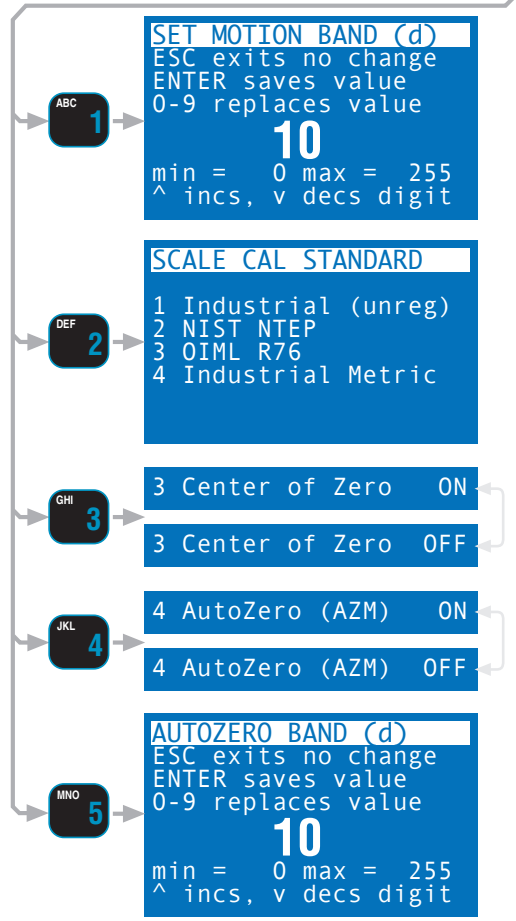 SET MOTION BAND (d)
ESC exits no change
ENTER saves value
0-9 replaces value
10
min = 0 max = 255
^ incs, v decs digit
ABC
1
SCALE CAL STANDARD
1 Industrial (unreg)
2 NIST NTEP
3 OIML R76
4 Industrial Metric
DEF
2
3 Center of Zero ON
GHI
3
3 Center of Zero OFF
4 AutoZero (AZM) ON
JKL
4
4 AutoZero (AZM) OFF
AUTOZERO BAND (d)
ESC exits no change
ENTER saves value
0-9 replaces value
10
min = 0 max = 255
^ incs, v decs digit
MNO
5